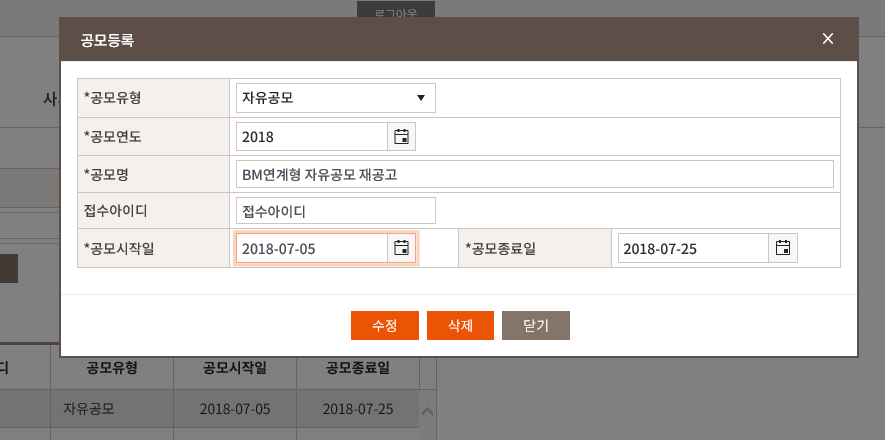 로그아웃
공모등록
*공모유형 자유공모
*공모연도 2018
*공모명 BM연계형 자유공모 재공고
접수아이디 접수아이디
*공모시작일 2018-07-05 *공모종료일 2018-07-25
수정 삭제 닫기
디 공모유형 공모시작일 공모종료일
자유공모 2018-07-05 2018-07-25